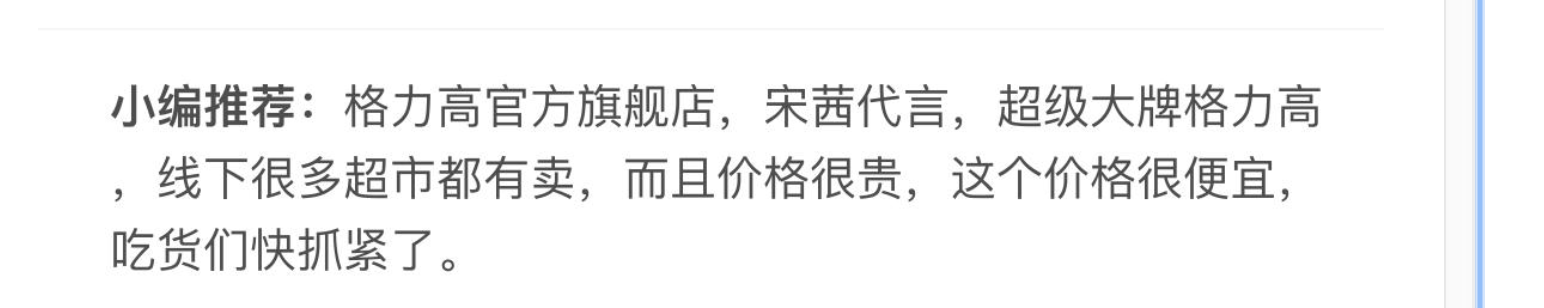 小编推荐：格力高官方旗舰店，宋茜代言，超级大牌格力高
，线下很多超市都有卖，而且价格很贵，这个价格很便宜，
吃货们快抓紧了。